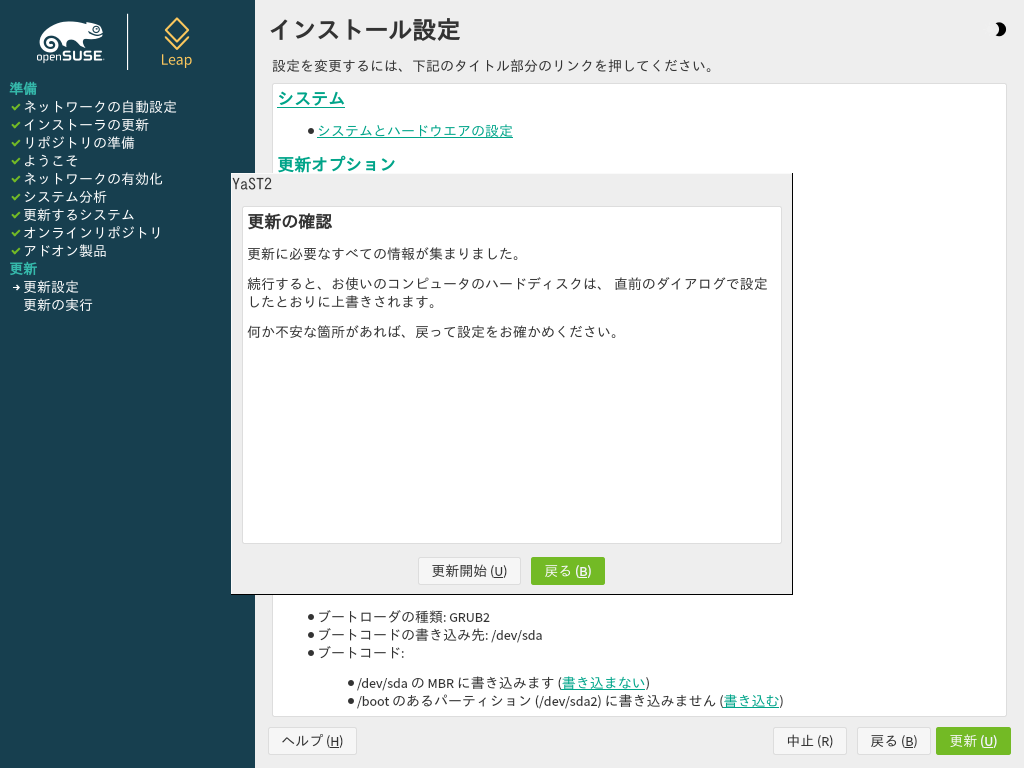 openSUSE
Leap
準備
ネットワークの自動設定
インストーラの更新
リポジトリの準備
ようこそ
ネットワークの有効化
システム分析
更新するシステム
オンラインリポジトリ
アドオン製品
更新
更新設定
更新の実行
インストール設定
設定を変更するには、下記のタイトル部分のリンクを押してください。
システム
システムとハードウエアの設定
更新オプション
YaST2
更新の確認
更新に必要なすべての情報が集まりました。
続行すると、お使いのコンピュータのハードディスクは、 直前のダイアログで設定
したとおりに上書きされます。
何か不安な箇所があれば、戻って設定をお確かめください。
更新開始 (U) 戻る (B)
ブートローダの種類: GRUB2
ブートコードの書き込み先: /dev/sda
ブートコード:
/dev/sda の MBR に書き込みます (書き込まない)
/boot のあるパーティション (/dev/sda2) に書き込みません (書き込む)
ヘルプ (H) 中止 (R) 戻る (B) 更新 (U)